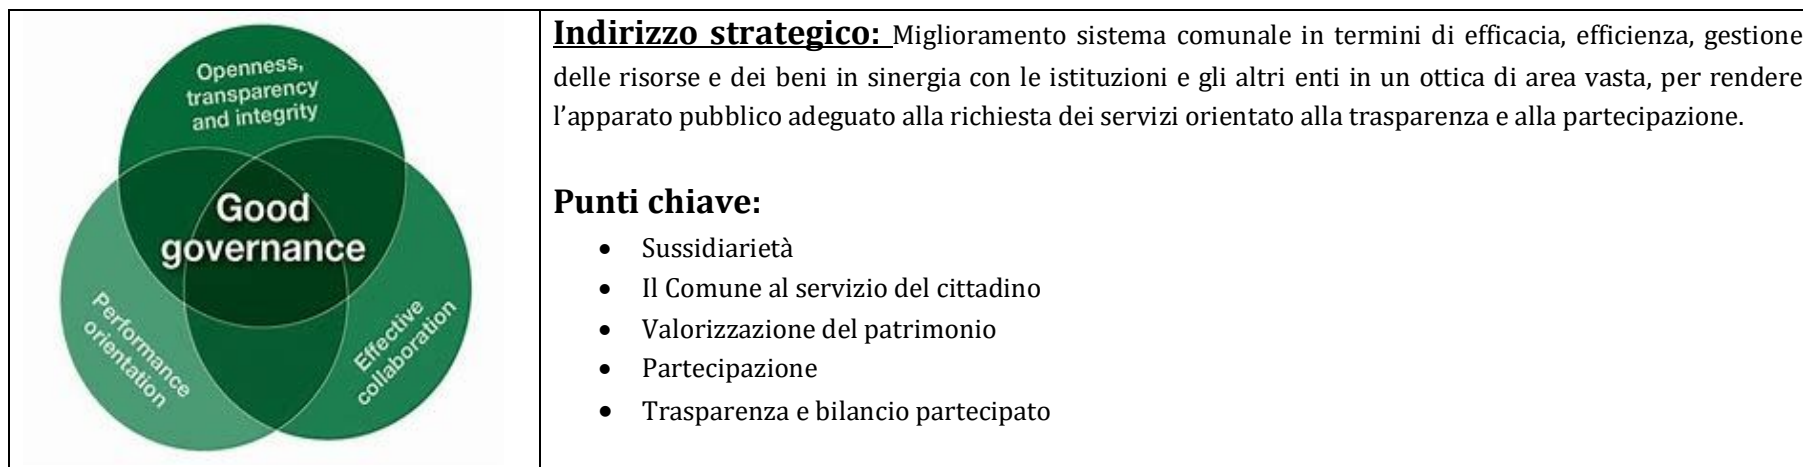 Openness,
transparency
and integrity
Good
governance
Performance
orientation
Effective
collaboration
Indirizzo strategico: Miglioramento sistema comunale in termini di efficacia, efficienza, gestione
delle risorse e dei beni in sinergia con le istituzioni e gli altri enti in un ottica di area vasta, per rendere
l’apparato pubblico adeguato alla richiesta dei servizi orientato alla trasparenza e alla partecipazione.
Punti chiave:
• Sussidiarietà
• Il Comune al servizio del cittadino
• Valorizzazione del patrimonio
• Partecipazione
• Trasparenza e bilancio partecipato